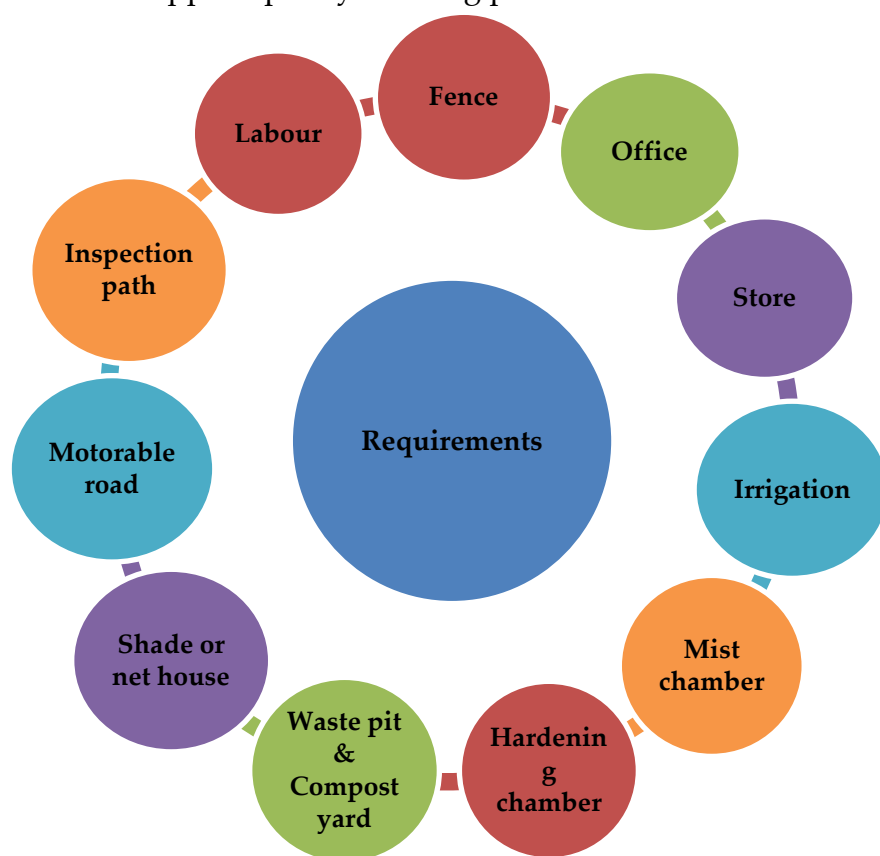 Fence
Office
Store
Irrigation
Mist
chamber
Hardenin
g
chamber
Waste pit
&
Compost
yard
Shade or
net house
Motorable
road
Inspection
path
Labour
Requirements